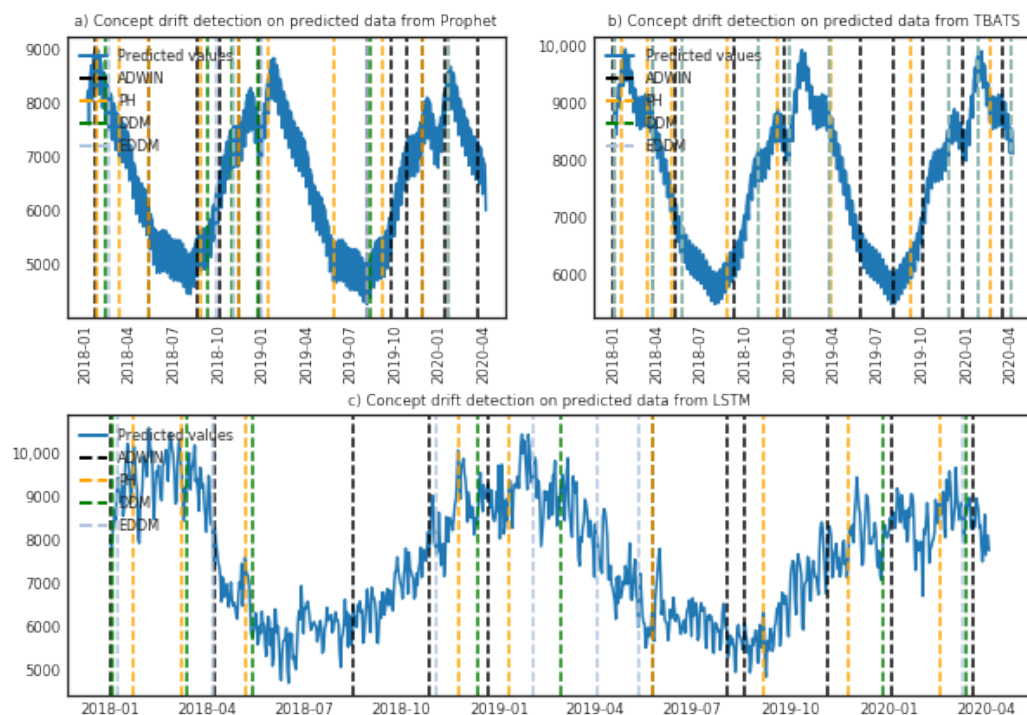 a) Concept drift detection on predicted data from Prophet
9000
8000
7000
6000
5000
Predicted values
ADWIN
PH
DDM
EDDM
2018-01
2018-04
2018-07
2018-10
2019-01
2019-04
2019-07
2019-10
2020-01
2020-04
b) Concept drift detection on predicted data from TBATS
10,000
9000
8000
7000
6000
Predicted values
ADWIN
PH
DDM
EDDM
2018-01
2018-04
2018-07
2018-10
2019-01
2019-04
2019-07
2019-10
2020-01
2020-04
c) Concept drift detection on predicted data from LSTM
10,000
9000
8000
7000
6000
5000
Predicted values
ADWIN
PH
DDM
EDDM
2018-01
2018-04
2018-07
2018-10
2019-01
2019-04
2019-07
2019-10
2020-01
2020-04